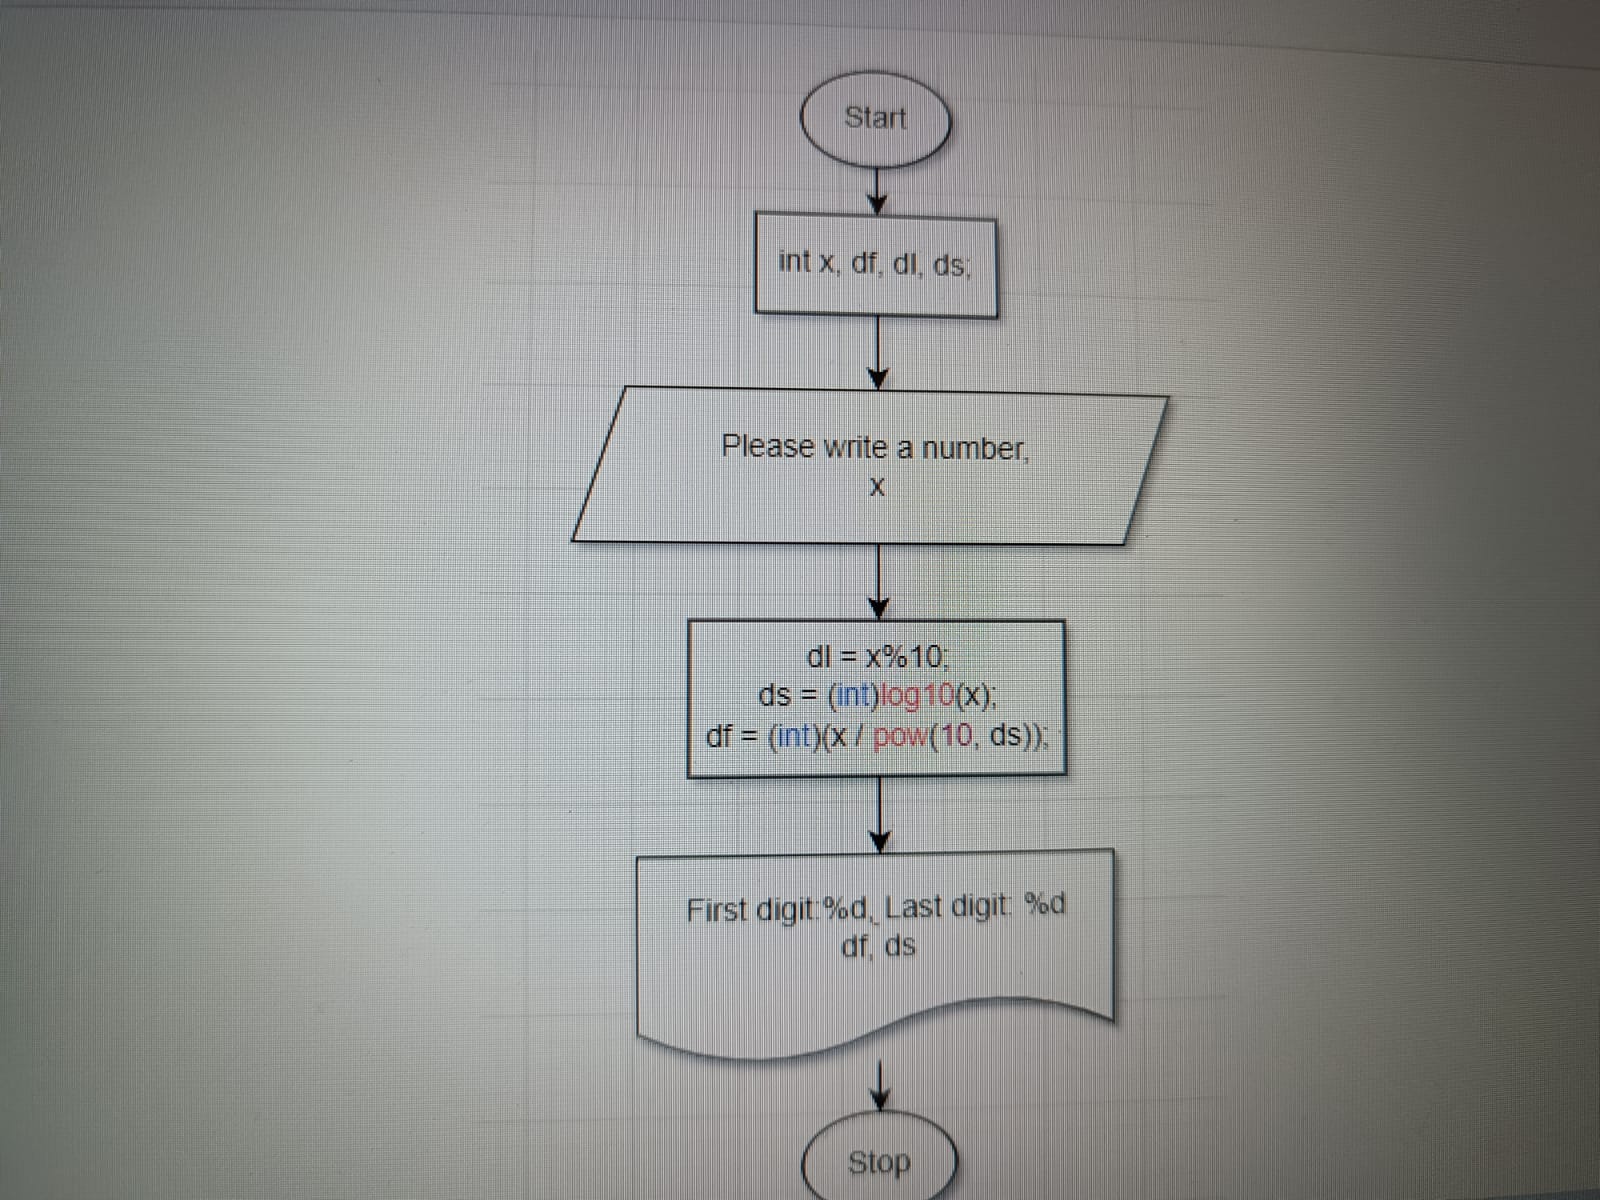 Start
int x, df, dl, ds;
Please write a number,
x
dl = x%10;
ds = (int)log10(x);
df = (int)(x / pow(10, ds));
First digit:%d, Last digit: %d
df, ds
Stop